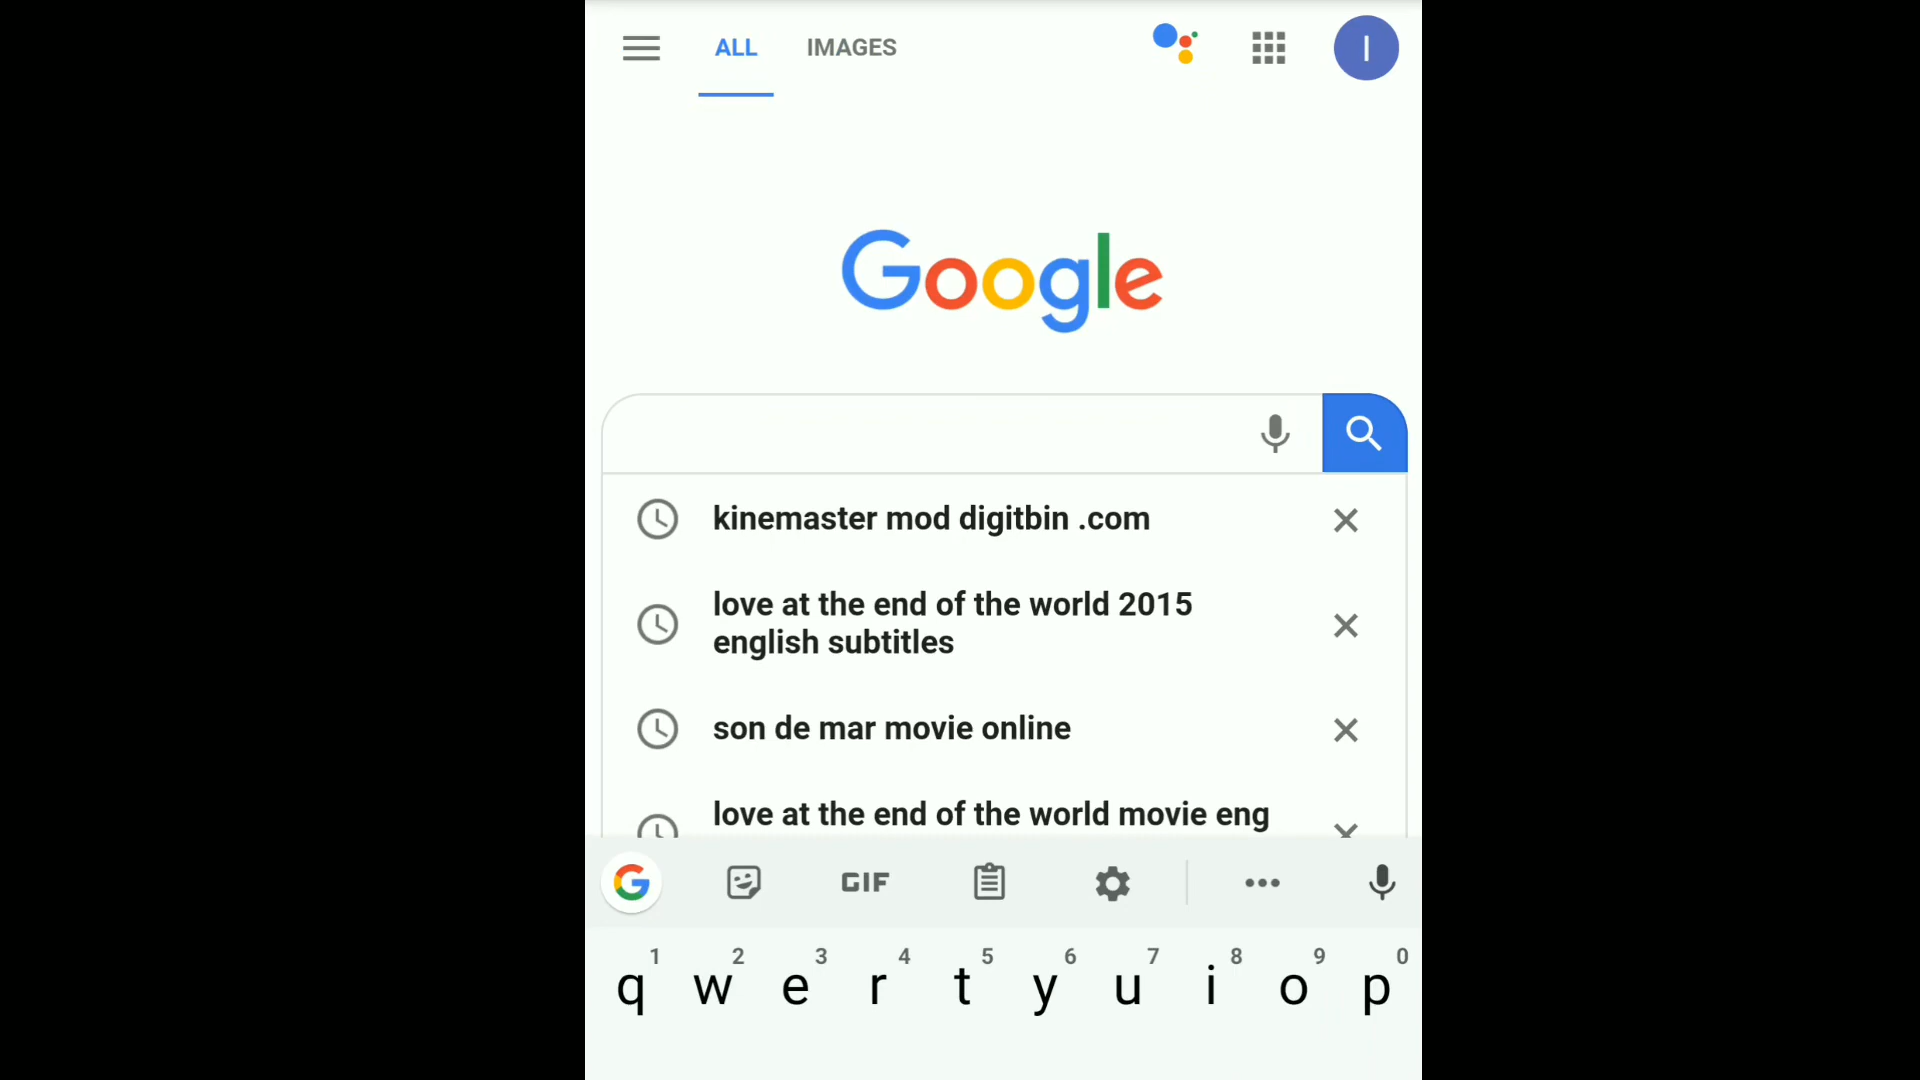 ALL IMAGES I
Google
kinemaster mod digitbin .com
love at the end of the world 2015
english subtitles
son de mar movie online
love at the end of the world movie eng
G GIF
1 2 3 4 5 6 7 8 9 0
q w e r t y u i o p